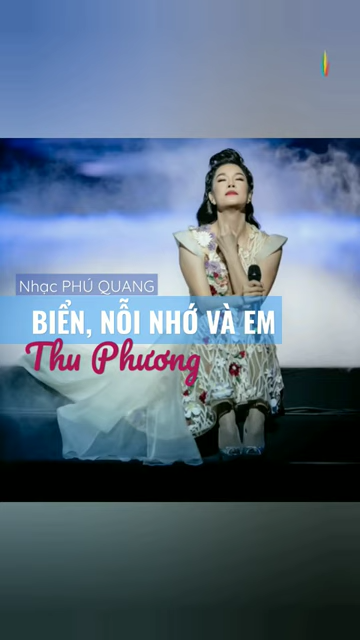 Nhạc PHÚ QUANG
BIỂN, NỖI NHỚ VÀ EM
Thu Phương